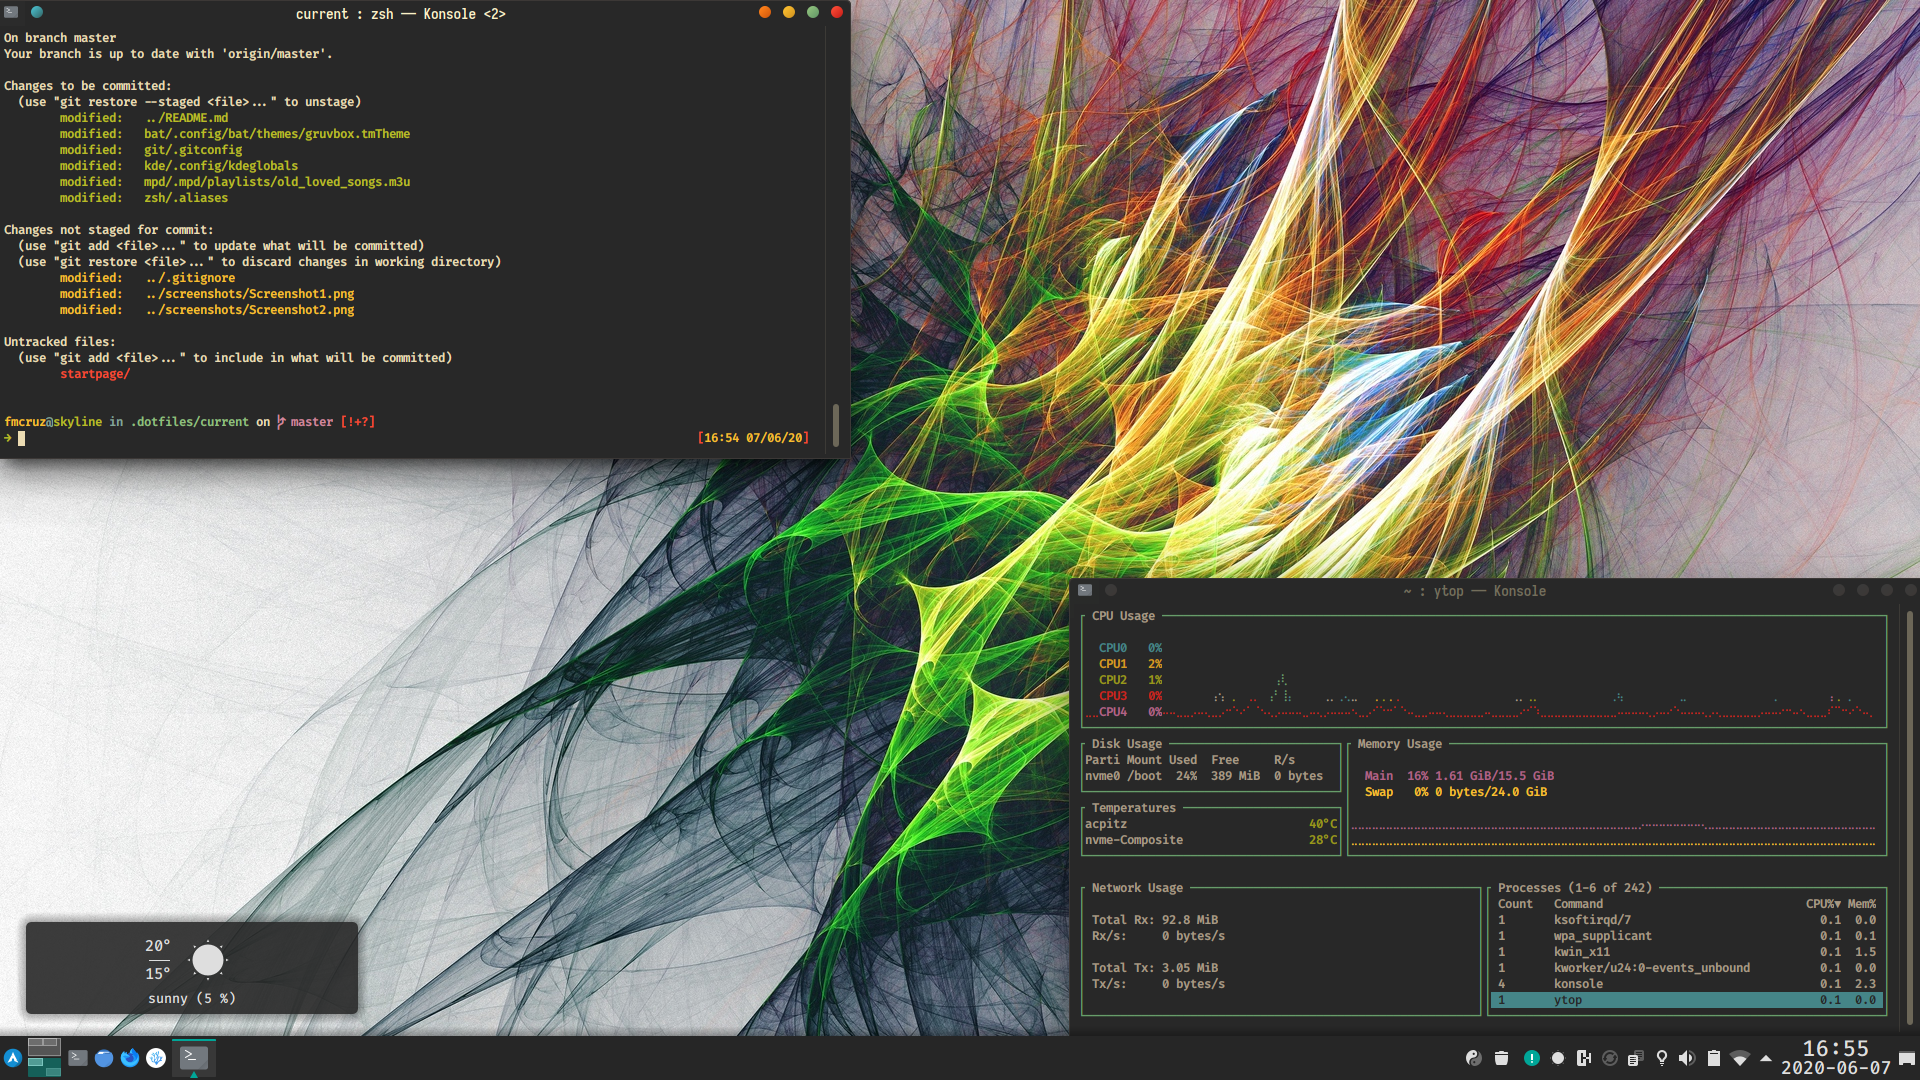 current : zsh — Konsole <2>
On branch master
Your branch is up to date with 'origin/master'.
Changes to be committed:
(use "git restore --staged <file>..." to unstage)
modified: ../README.md
modified: bat/.config/bat/themes/gruvbox.tmTheme
modified: git/.gitconfig
modified: kde/.config/kdeglobals
modified: mpd/.mpd/playlists/old_loved_songs.m3u
modified: zsh/.aliases
Changes not staged for commit:
(use "git add <file>..." to update what will be committed)
(use "git restore <file>..." to discard changes in working directory)
modified: ../.gitignore
modified: ../screenshots/Screenshot1.png
modified: ../screenshots/Screenshot2.png
Untracked files:
(use "git add <file>..." to include in what will be committed)
startpage/
fmcruz@skyline in .dotfiles/current on master [!+?]
[16:54 07/06/20]
~ : ytop — Konsole
CPU Usage
CPU0 0%
CPU1 2%
CPU2 1%
CPU3 0%
CPU4 0%
Disk Usage
Parti Mount Used Free R/s
nvme0 /boot 24% 389 MiB 0 bytes
Memory Usage
Main 16% 1.61 GiB/15.5 GiB
Swap 0% 0 bytes/24.0 GiB
Temperatures
acpitz 40°C
nvme-Composite 28°C
Network Usage
Total Rx: 92.8 MiB
Rx/s: 0 bytes/s
Total Tx: 3.05 MiB
Tx/s: 0 bytes/s
Processes (1-6 of 242)
Count Command CPU%▼ Mem%
1 ksoftirqd/7 0.1 0.0
1 wpa_supplicant 0.1 0.1
1 kwin_x11 0.1 1.5
1 kworker/u24:0-events_unbound 0.1 0.0
4 konsole 0.1 2.3
1 ytop 0.1 0.0
20°
15°
sunny (5 %)
16:55
2020-06-07